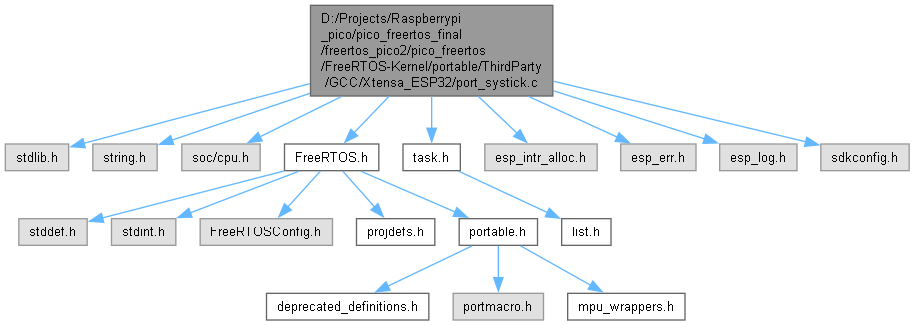 D:/Projects/Raspberrypi
_pico/pico_freertos_final
/freertos_pico2/pico_freertos
/FreeRTOS-Kernel/portable/ThirdParty
/GCC/Xtensa_ESP32/port_systick.c
stdlib.h
string.h
soc/cpu.h
FreeRTOS.h
task.h
esp_intr_alloc.h
esp_err.h
esp_log.h
sdkconfig.h
stddef.h
stdint.h
FreeRTOSConfig.h
projdefs.h
portable.h
list.h
deprecated_definitions.h
portmacro.h
mpu_wrappers.h